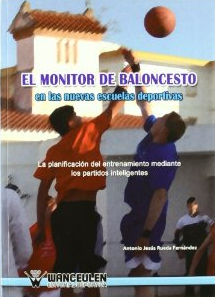 EL MONITOR DE BALONCESTO
en las nuevas escuelas deportivas
La planificación del entrenamiento mediante
los partidos inteligentes
Antonio Jesús Rueda Fernández
WANCEULEN